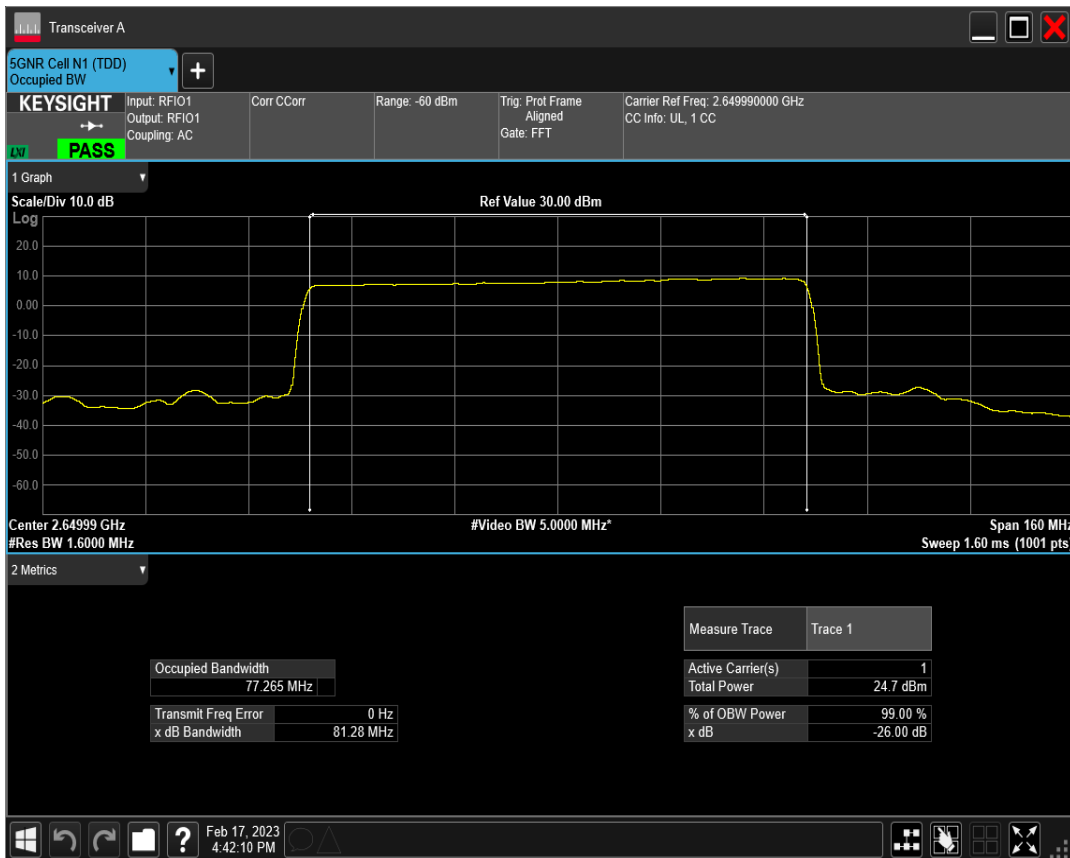 Transceiver A
5GNR Cell N1 (TDD)
Occupied BW
KEYSIGHT
LXI
PASS
Input: RFIO1
Output: RFIO1
Coupling: AC
Corr CCorr
Range: -60 dBm
Trig: Prot Frame
Aligned
Gate: FFT
Carrier Ref Freq: 2.649990000 GHz
CC Info: UL, 1 CC
1 Graph
Scale/Div 10.0 dB
Ref Value 30.00 dBm
Log
20.0
10.0
0.00
-10.0
-20.0
-30.0
-40.0
-50.0
-60.0
Center 2.64999 GHz
#Video BW 5.0000 MHz*
Span 160 MHz
#Res BW 1.6000 MHz
Sweep 1.60 ms (1001 pts)
2 Metrics
Measure Trace Trace 1
Occupied Bandwidth
77.265 MHz
Active Carrier(s) 1
Total Power 24.7 dBm
Transmit Freq Error 0 Hz
x dB Bandwidth 81.28 MHz
% of OBW Power 99.00 %
x dB -26.00 dB
?
Feb 17, 2023
4:42:10 PM